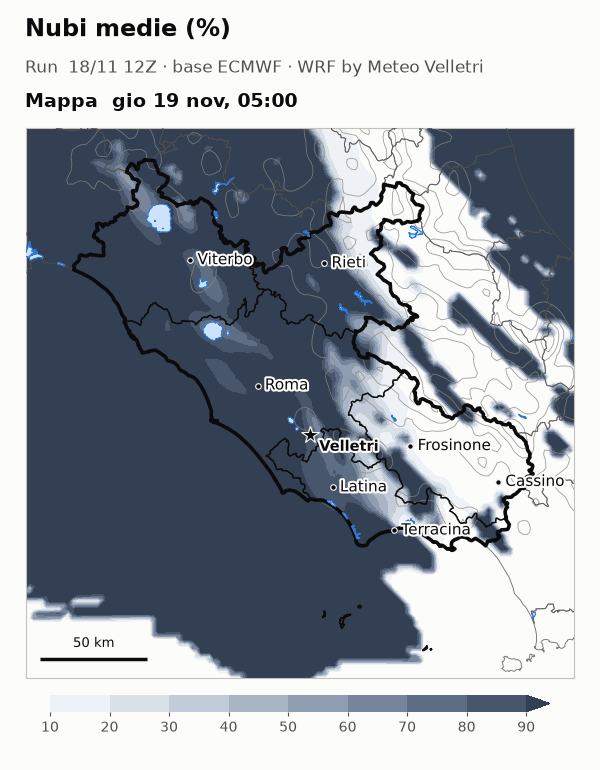 Nubi medie (%)
Run  18/11 12Z · base ECMWF · WRF by Meteo Velletri
Mappa  gio 19 nov, 05:00
Viterbo
Rieti
Roma
Velletri
Frosinone
Latina
Cassino
Terracina
50 km
10 20 30 40 50 60 70 80 90